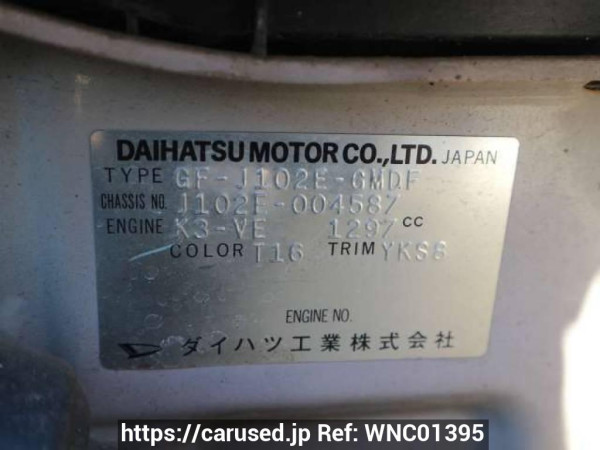 DAIHATSU MOTOR CO.,LTD. JAPAN
TYPE GF-J102E-GMDF
CHASSIS NO. J102E-004587
ENGINE K3-VE 1297 CC
COLOR T16 TRIM YKS8
ENGINE NO.
ダイハツ工業株式会社
https://carused.jp Ref: WNC01395